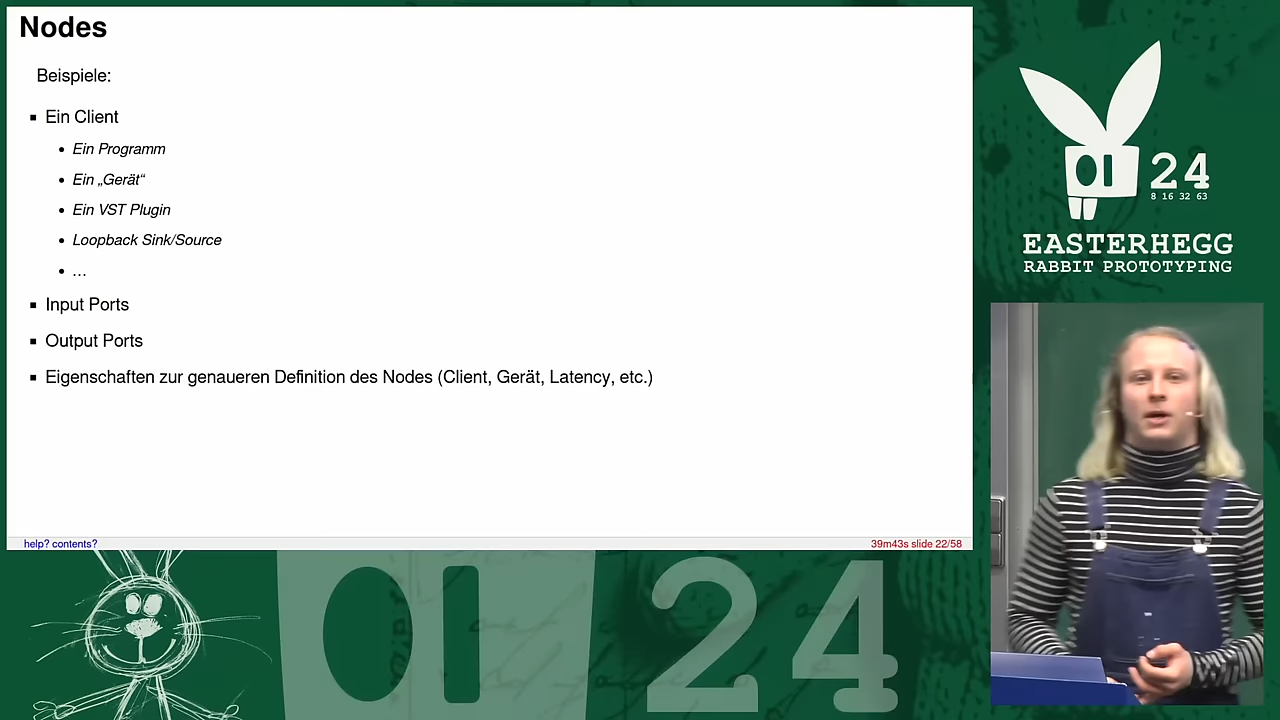 Nodes
Beispiele:
Ein Client
Ein Programm
Ein „Gerät“
Ein VST Plugin
Loopback Sink/Source
...
Input Ports
Output Ports
Eigenschaften zur genaueren Definition des Nodes (Client, Gerät, Latency, etc.)
help? contents?
39m43s slide 22/58
24
8 16 32 63
EASTERHEGG
RABBIT PROTOTYPING
24